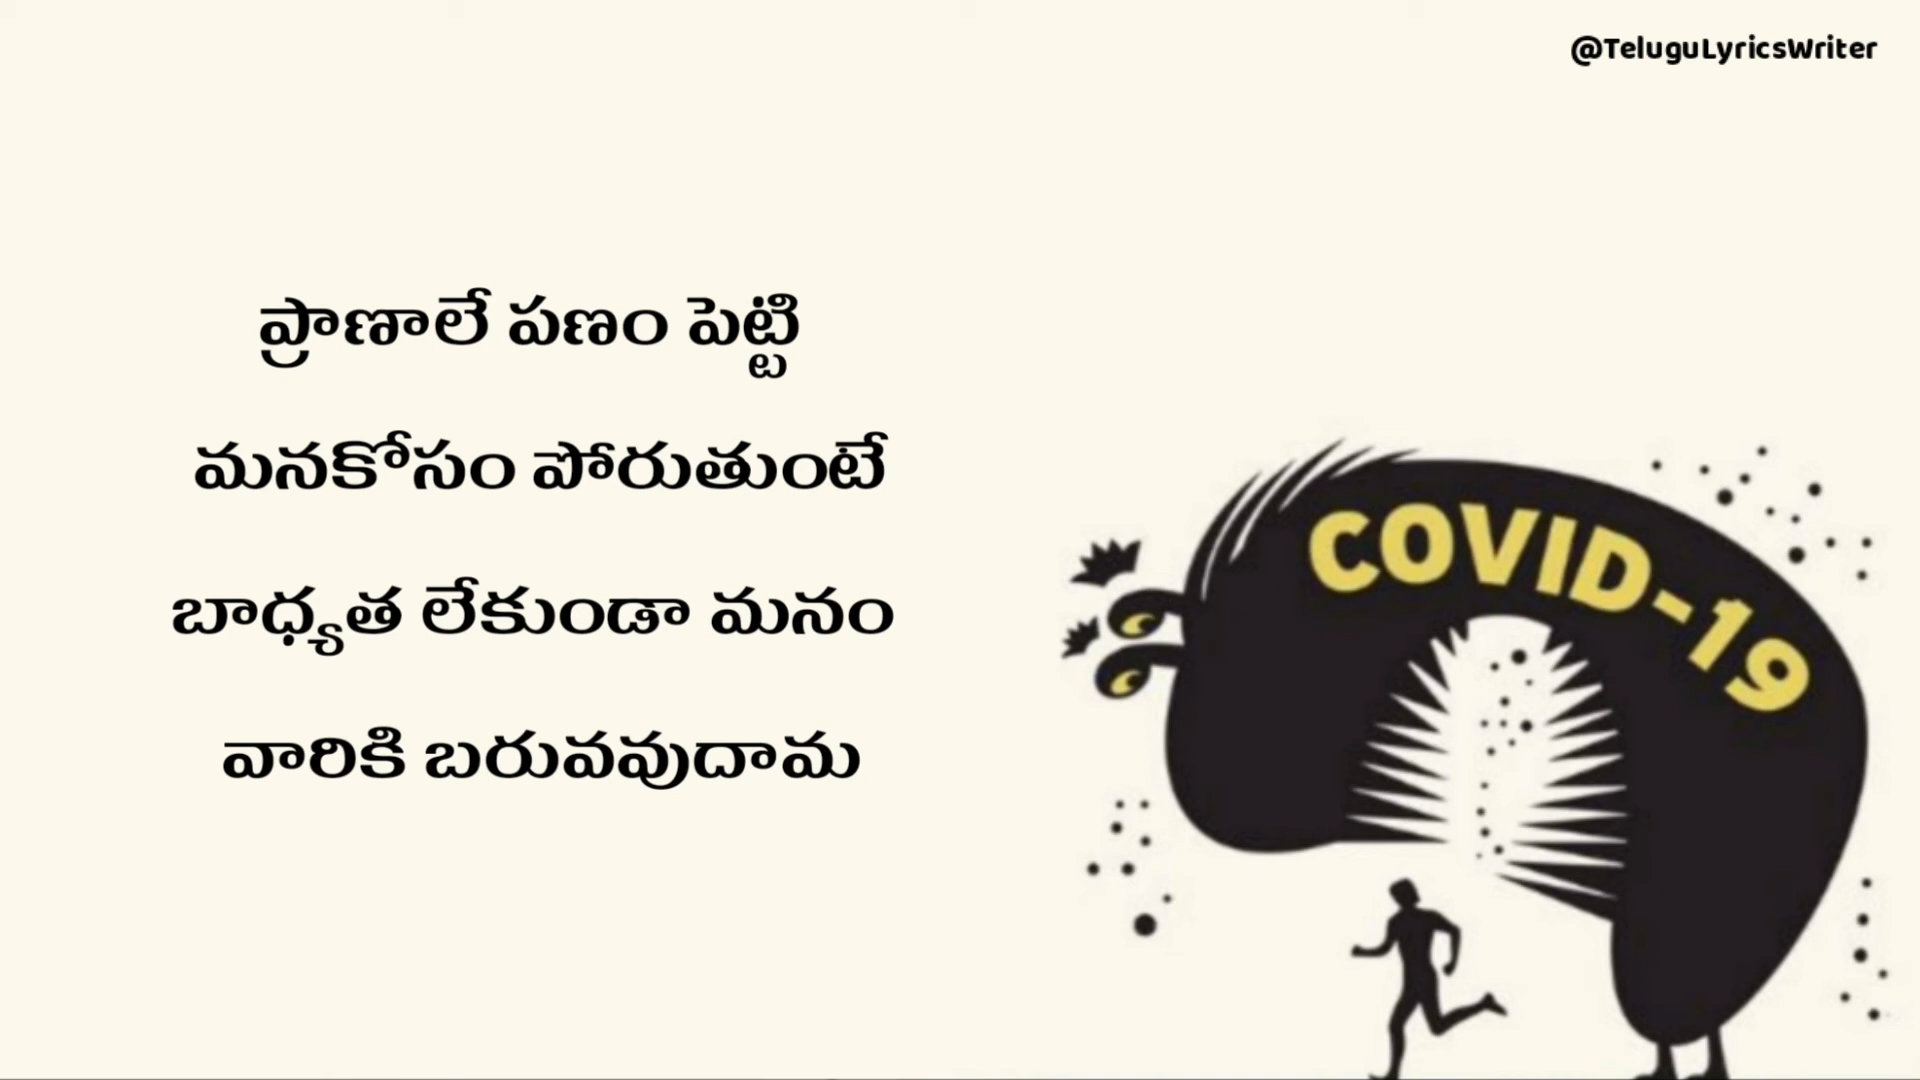 @TeluguLyricsWriter
ప్రాణాలే పణం పెట్టి
మనకోసం పోరుతుంటే
బాధ్యత లేకుండా మనం
వారికి బరువవుదామ
COVID-19